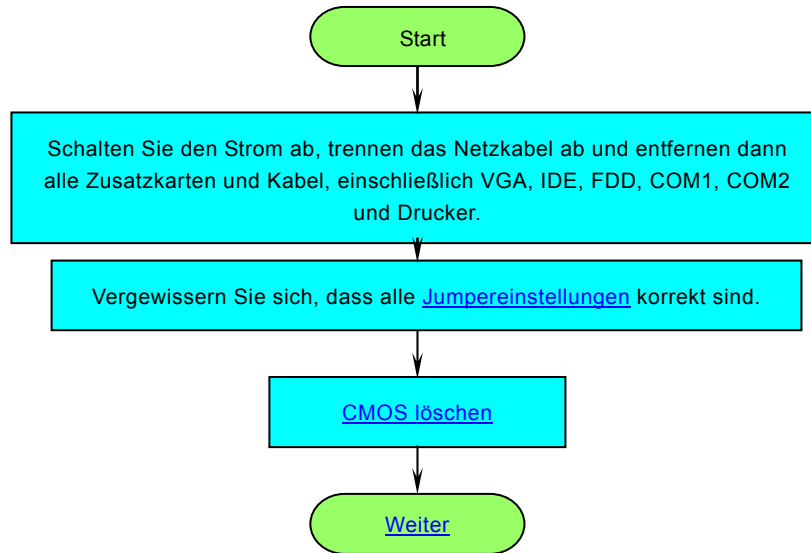 Start
Schalten Sie den Strom ab, trennen das Netzkabel ab und entfernen dann
alle Zusatzkarten und Kabel, einschließlich VGA, IDE, FDD, COM1, COM2
und Drucker.
Vergewissern Sie sich, dass alle Jumpereinstellungen korrekt sind.
CMOS löschen
Weiter